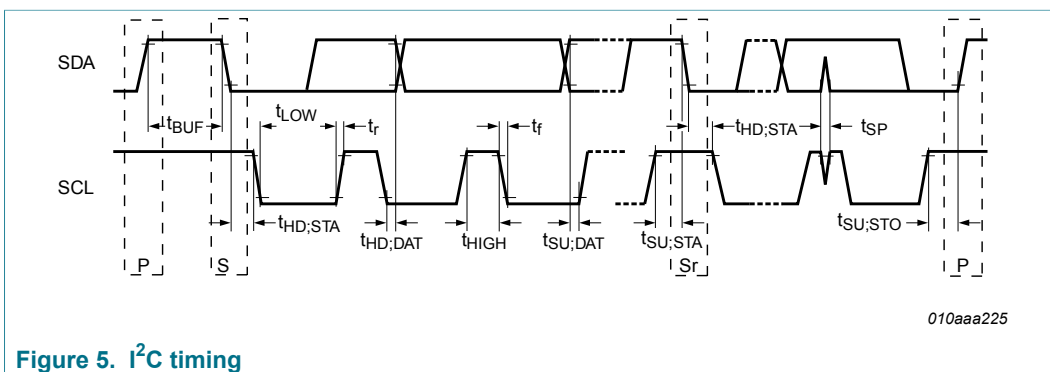 SDA
tBUF
tLOW
tr
tf
tHD;STA
tSP
SCL
tHD;STA
tHD;DAT
tHIGH
tSU;DAT
tSU;STA
tSU;STO
P
S
Sr
P
010aaa225
Figure 5. I²C timing